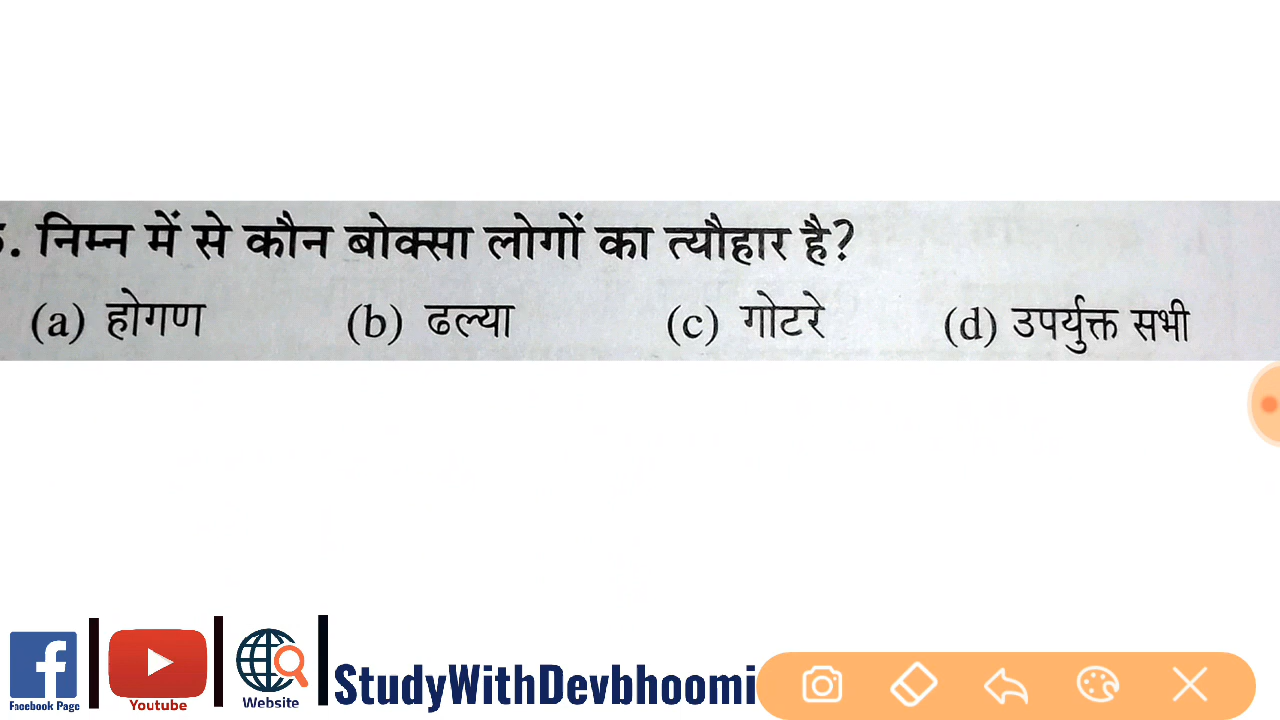 . निम्न में से कौन बोक्सा लोगों का त्यौहार है?
(a) होगण (b) ढल्या (c) गोटरे (d) उपर्युक्त सभी
Facebook Page Youtube Website StudyWithDevbhoomi